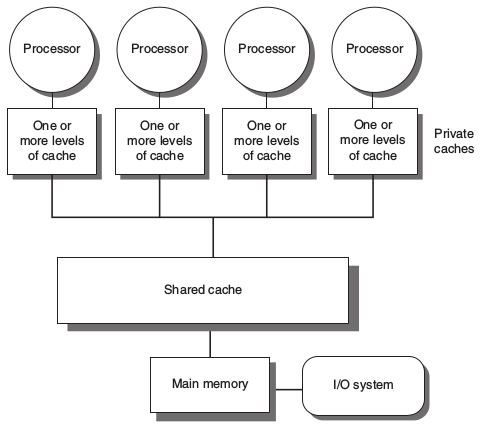 Processor
Processor
Processor
Processor
One or
more levels
of cache
One or
more levels
of cache
One or
more levels
of cache
One or
more levels
of cache
Private
caches
Shared cache
Main memory
I/O system